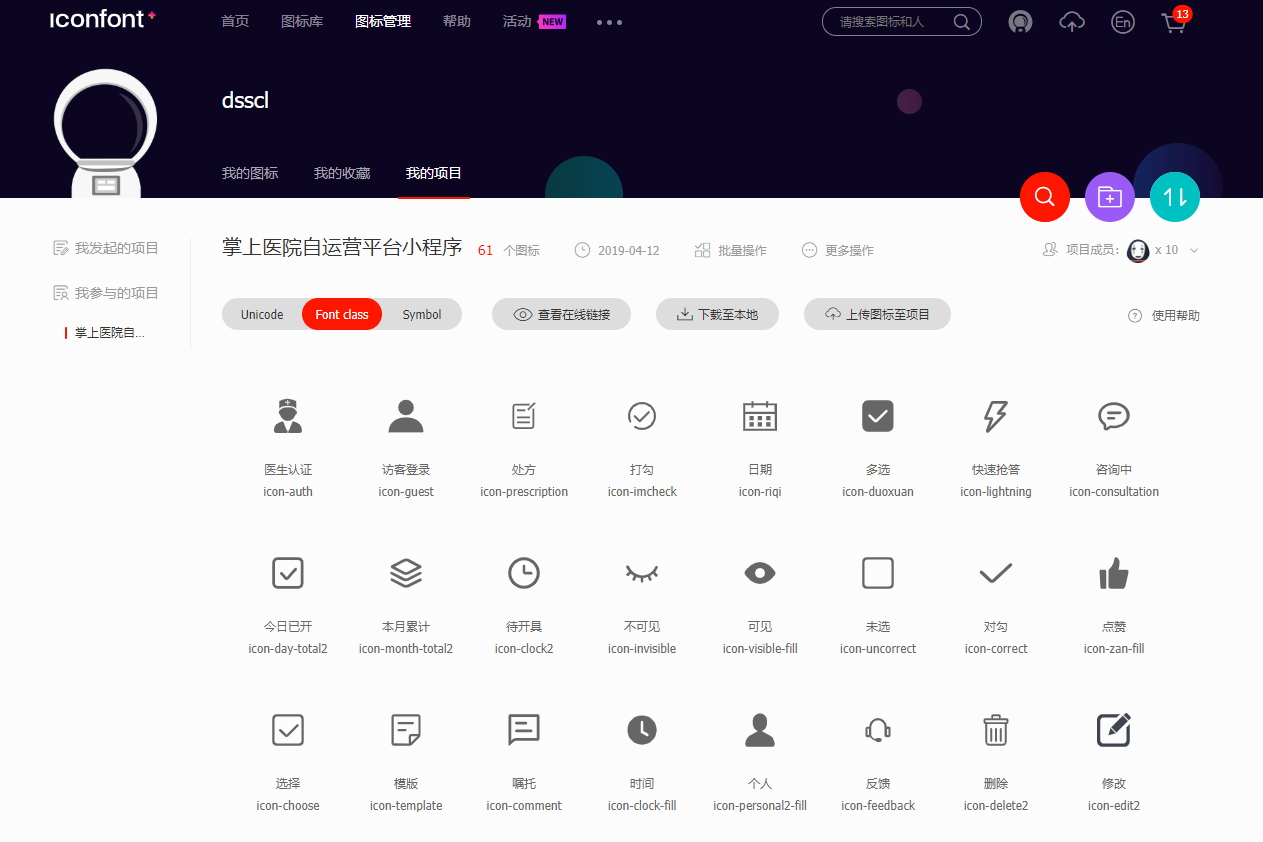 iconfont+ 首页 图标库 图标管理 帮助 活动 NEW 请搜索图标和人 En 13
dsscl
我的图标 我的收藏 我的项目
我发起的项目
我参与的项目
掌上医院自...
掌上医院自运营平台小程序 61 个图标 2019-04-12 批量操作 更多操作 项目成员: x 10
Unicode Font class Symbol 查看在线链接 下载至本地 上传图标至项目 使用帮助
医生认证 访客登录 处方 打勾 日期 多选 快速抢答 咨询中
icon-auth icon-guest icon-prescription icon-imcheck icon-riqi icon-duoxuan icon-lightning icon-consultation
今日已开 本月累计 待开具 不可见 可见 未选 对勾 点赞
icon-day-total2 icon-month-total2 icon-clock2 icon-invisible icon-visible-fill icon-uncorrect icon-correct icon-zan-fill
选择 模版 嘱托 时间 个人 反馈 删除 修改
icon-choose icon-template icon-comment icon-clock-fill icon-personal2-fill icon-feedback icon-delete2 icon-edit2